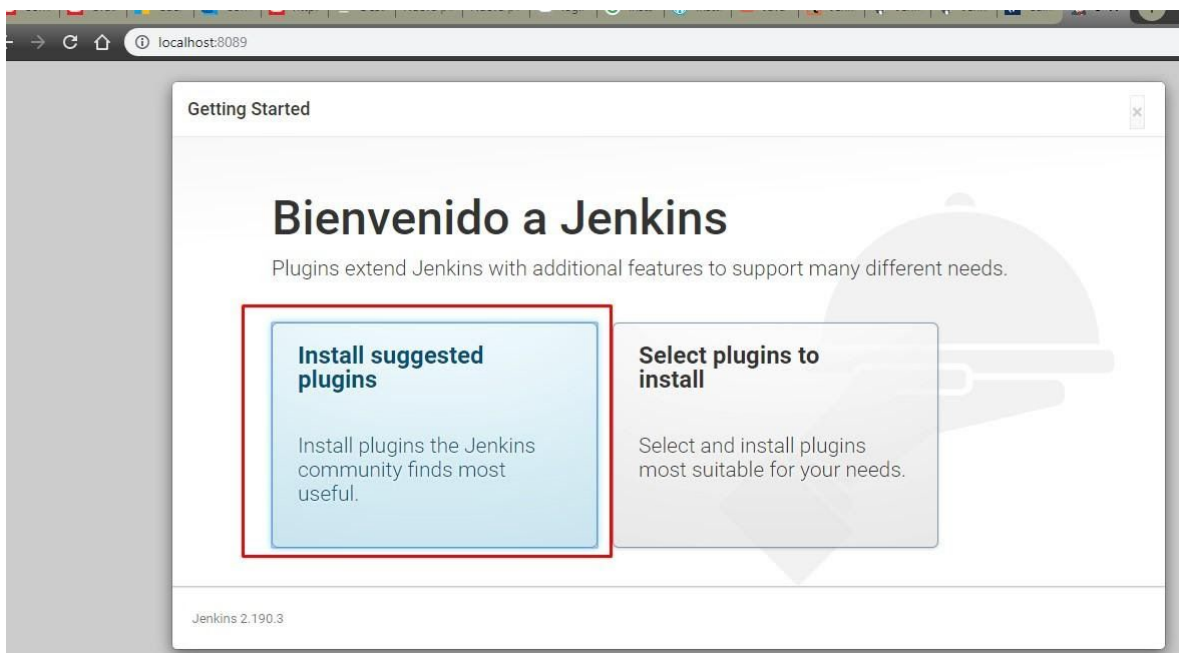 localhost:8089
Getting Started
Bienvenido a Jenkins
Plugins extend Jenkins with additional features to support many different needs.
Install suggested
plugins
Install plugins the Jenkins
community finds most
useful.
Select plugins to
install
Select and install plugins
most suitable for your needs.
Jenkins 2.190.3